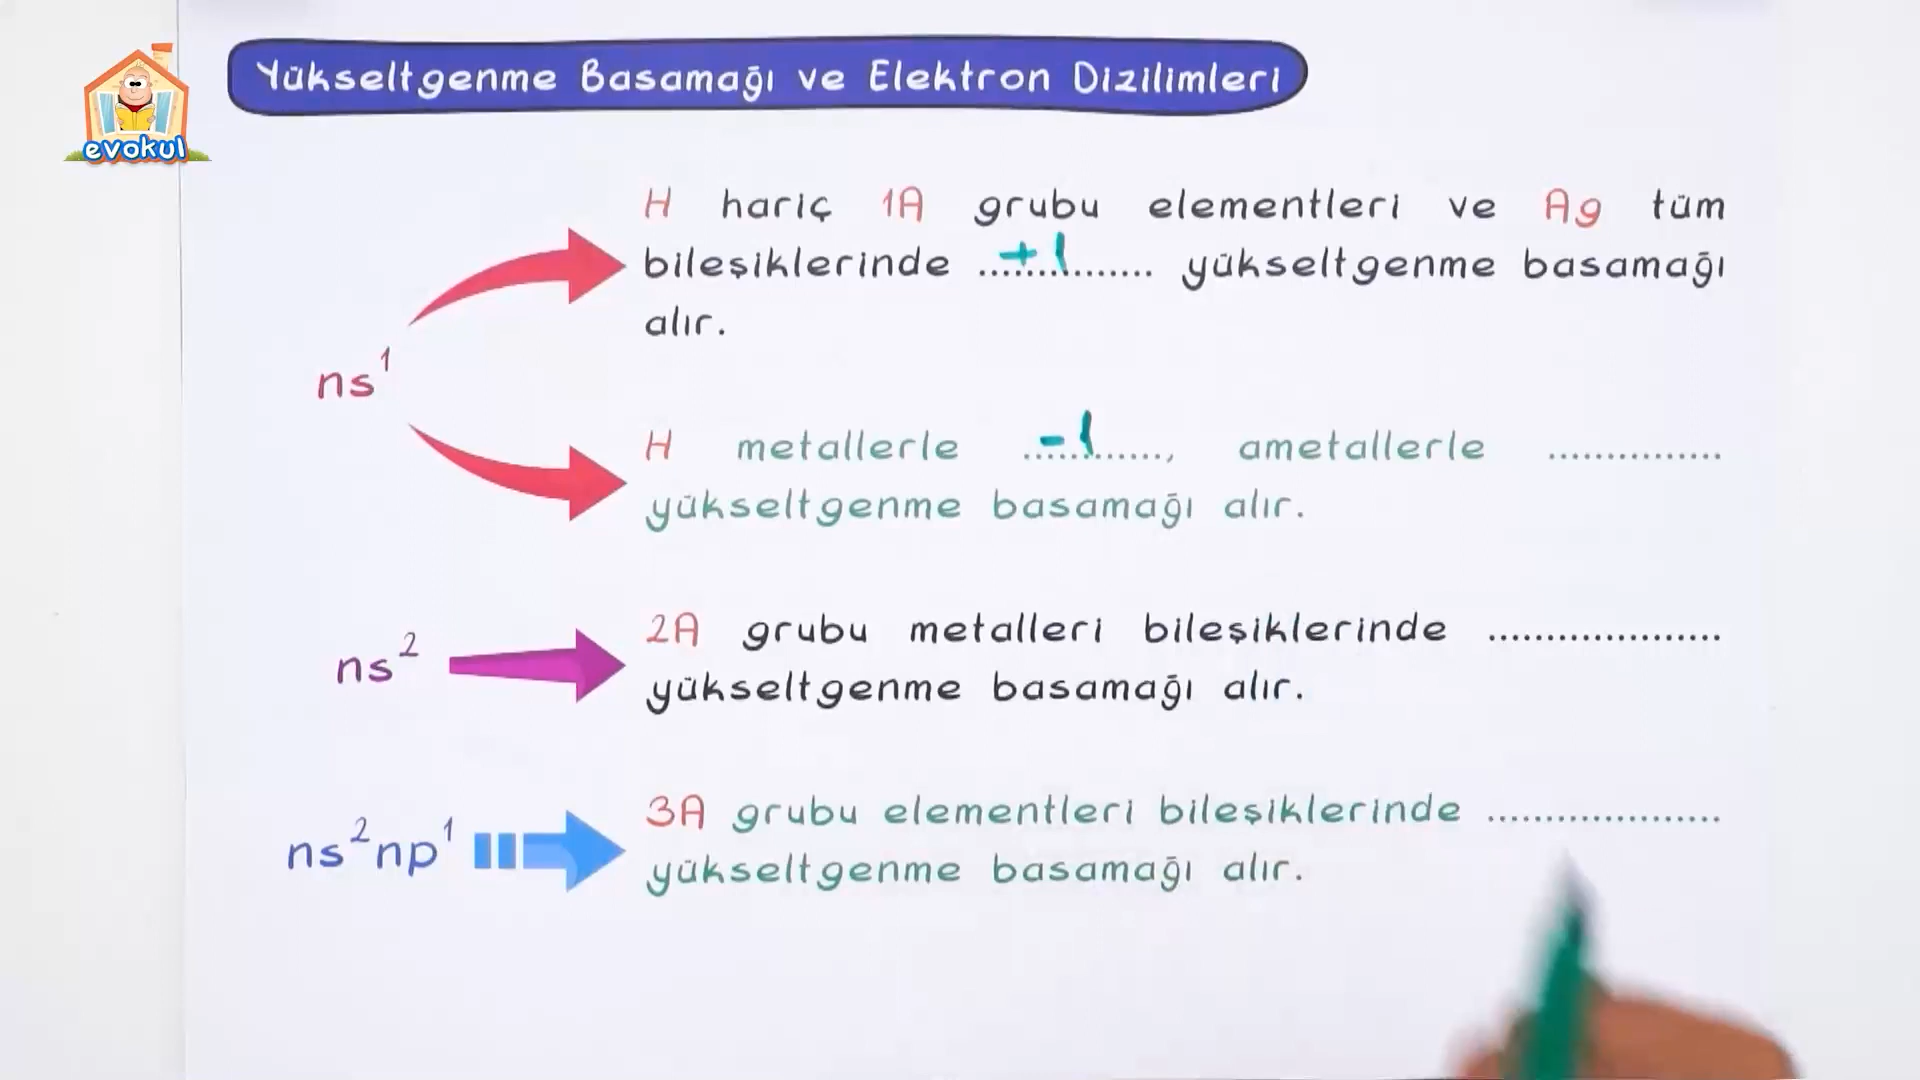 evokul
Yükseltgenme Basamağı ve Elektron Dizilimleri
H hariç 1A grubu elementleri ve Ag tüm
bileşiklerinde ....+1.... yükseltgenme basamağı
alır.
ns¹
H metallerle ....-1...., ametallerle ...............
yükseltgenme basamağı alır.
ns²
2A grubu metalleri bileşiklerinde ....................
yükseltgenme basamağı alır.
ns²np¹
3A grubu elementleri bileşiklerinde ....................
yükseltgenme basamağı alır.